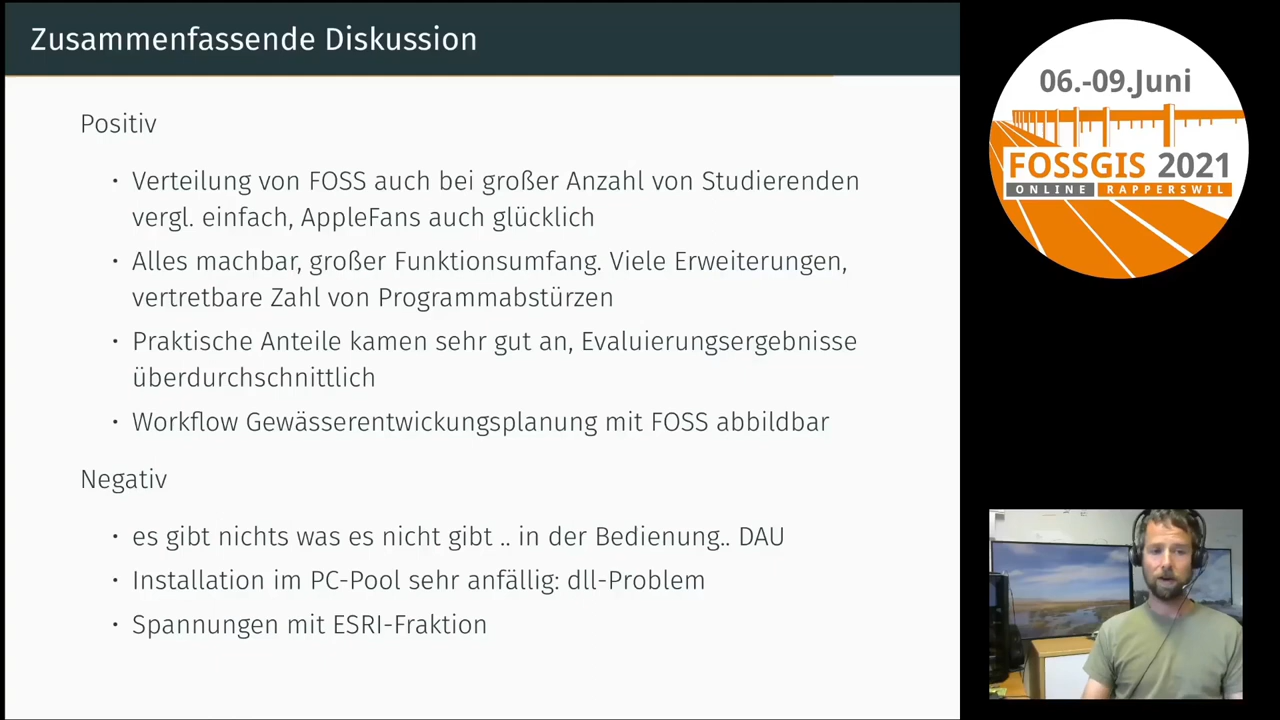 Zusammenfassende Diskussion
Positiv
· Verteilung von FOSS auch bei großer Anzahl von Studierenden
vergl. einfach, AppleFans auch glücklich
· Alles machbar, großer Funktionsumfang. Viele Erweiterungen,
vertretbare Zahl von Programmabstürzen
· Praktische Anteile kamen sehr gut an, Evaluierungsergebnisse
überdurchschnittlich
· Workflow Gewässerentwickungsplanung mit FOSS abbildbar
Negativ
· es gibt nichts was es nicht gibt .. in der Bedienung.. DAU
· Installation im PC-Pool sehr anfällig: dll-Problem
· Spannungen mit ESRI-Fraktion
06.-09.Juni
FOSSGIS 2021
ONLINE RAPPERSWIL